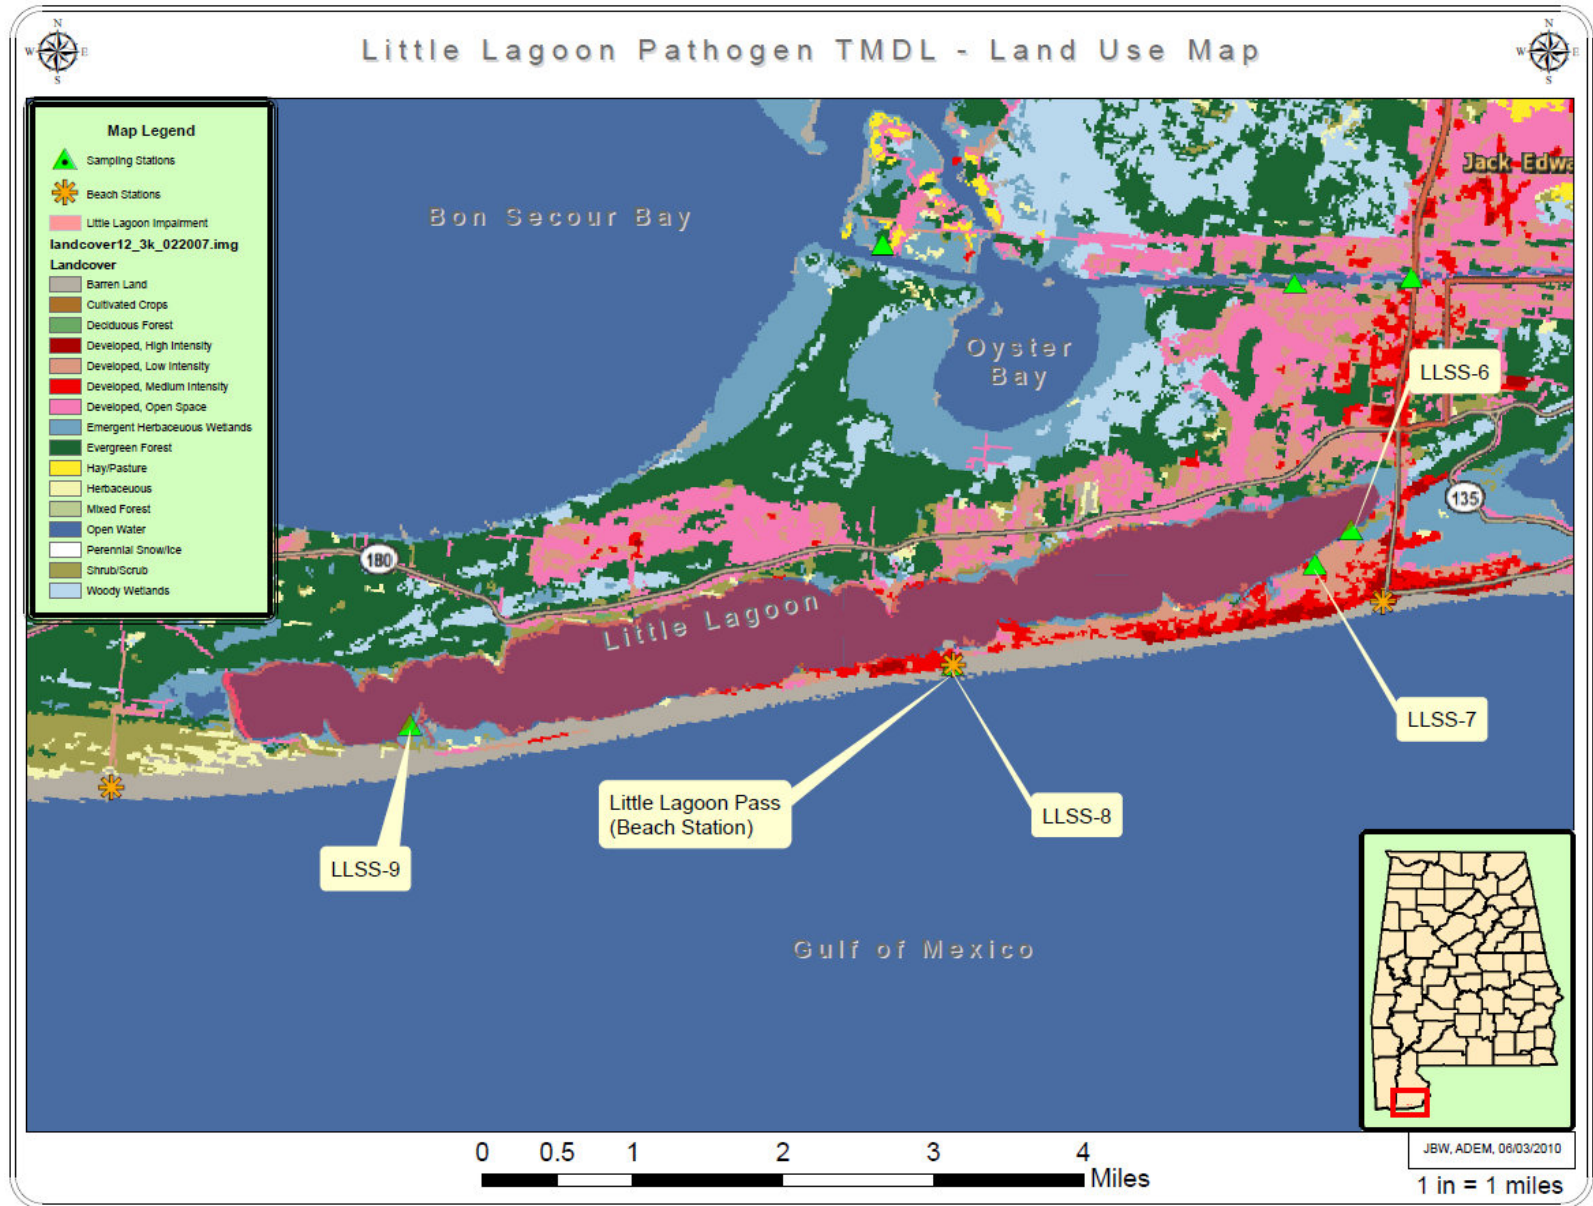 N
W E
S
Little Lagoon Pathogen TMDL - Land Use Map
N
W E
S
Map Legend
Sampling Stations
Beach Stations
Little Lagoon Impairment
landcover12_3k_022007.img
Landcover
Barren Land
Cultivated Crops
Deciduous Forest
Developed, High Intensity
Developed, Low Intensity
Developed, Medium Intensity
Developed, Open Space
Emergent Herbaceuous Wetlands
Evergreen Forest
Hay/Pasture
Herbaceuous
Mixed Forest
Open Water
Perennial Snow/Ice
Shrub/Scrub
Woody Wetlands
Bon Secour Bay
Jack Edwa
Oyster
Bay
LLSS-6
135
180
Little Lagoon
LLSS-7
Little Lagoon Pass
(Beach Station)
LLSS-8
LLSS-9
Gulf of Mexico
0 0.5 1 2 3 4
Miles
JBW, ADEM, 06/03/2010
1 in = 1 miles